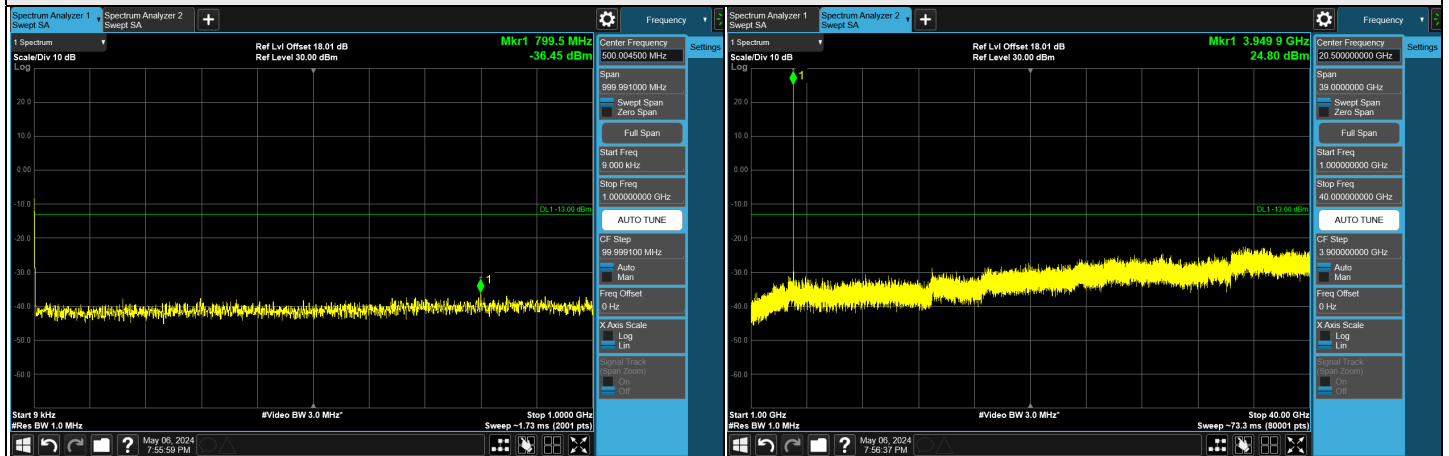 Spectrum Analyzer 1
Swept SA
Spectrum Analyzer 2
Swept SA
+
Frequency
1 Spectrum
Scale/Div 10 dB
Log
Ref Lvl Offset 18.01 dB
Ref Level 30.00 dBm
Mkr1 799.5 MHz
-36.45 dBm
20.0
10.0
0.00
-10.0
-20.0
-30.0
-40.0
-50.0
-60.0
DL1 -13.00 dBm
1
Start 9 kHz
#Res BW 1.0 MHz
#Video BW 3.0 MHz*
Stop 1.0000 GHz
Sweep ~1.73 ms (2001 pts)
Center Frequency
500.004500 MHz
Settings
Span
999.991000 MHz
Swept Span
Zero Span
Full Span
Start Freq
9.000 kHz
Stop Freq
1.000000000 GHz
AUTO TUNE
CF Step
99.999100 MHz
Auto
Man
Freq Offset
0 Hz
X Axis Scale
Log
Lin
Signal Track
(Span Zoom)
On
Off
?
May 06, 2024
7:55:59 PM
Spectrum Analyzer 1
Swept SA
Spectrum Analyzer 2
Swept SA
+
Frequency
1 Spectrum
Scale/Div 10 dB
Log
Ref Lvl Offset 18.01 dB
Ref Level 30.00 dBm
Mkr1 3.949 9 GHz
24.80 dBm
1
20.0
10.0
0.00
-10.0
-20.0
-30.0
-40.0
-50.0
-60.0
DL1 -13.00 dBm
Start 1.00 GHz
#Res BW 1.0 MHz
#Video BW 3.0 MHz*
Stop 40.00 GHz
Sweep ~73.3 ms (80001 pts)
Center Frequency
20.500000000 GHz
Settings
Span
39.0000000 GHz
Swept Span
Zero Span
Full Span
Start Freq
1.000000000 GHz
Stop Freq
40.000000000 GHz
AUTO TUNE
CF Step
3.900000000 GHz
Auto
Man
Freq Offset
0 Hz
X Axis Scale
Log
Lin
Signal Track
(Span Zoom)
On
Off
?
May 06, 2024
7:56:37 PM